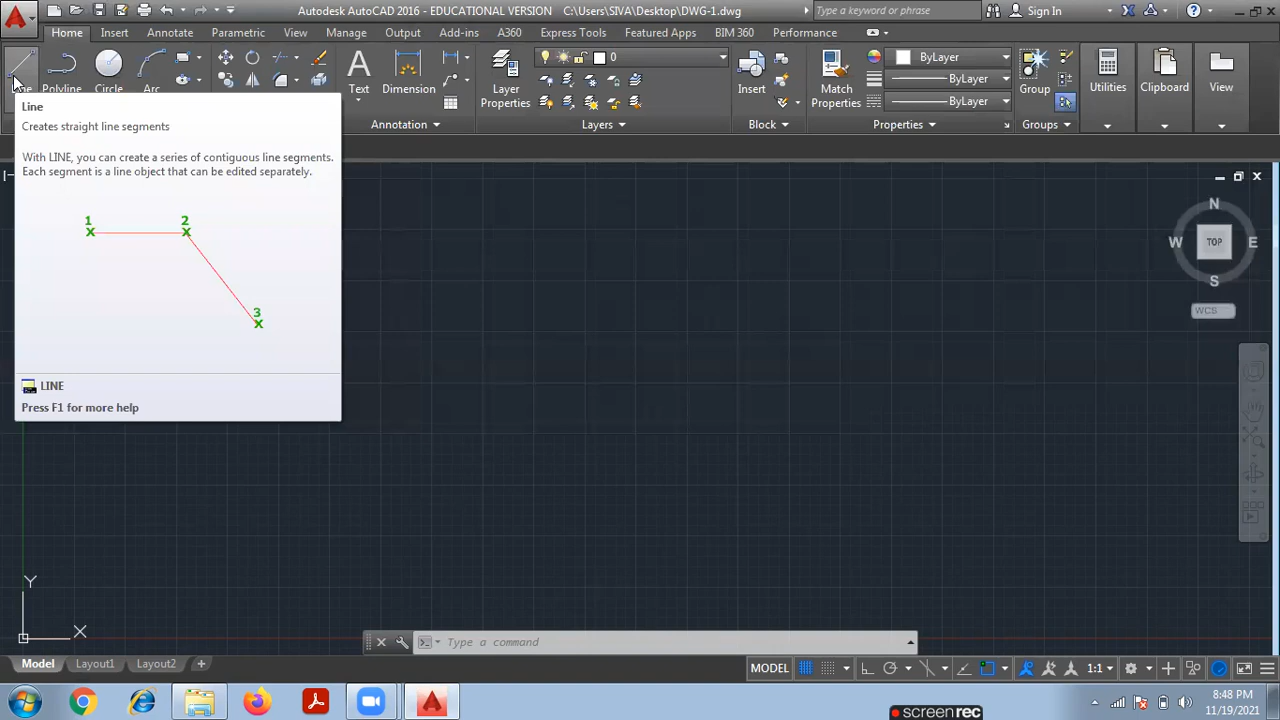 Autodesk AutoCAD 2016 - EDUCATIONAL VERSION C:\Users\SIVA\Desktop\DWG-1.dwg
Type a keyword or phrase
Sign In
Home Insert Annotate Parametric View Manage Output Add-ins A360 Express Tools Featured Apps BIM 360 Performance
Polyline Circle Arc
Text Dimension
Layer
Properties
0
Insert
Match
Properties
ByLayer
ByLayer
ByLayer
Group
Utilities
Clipboard
View
Annotation
Layers
Block
Properties
Groups
Line
Creates straight line segments
With LINE, you can create a series of contiguous line segments.
Each segment is a line object that can be edited separately.
1
2
3
LINE
Press F1 for more help
N
W TOP E
S
WCS
Y
X
Type a command
Model Layout1 Layout2 +
MODEL 1:1
8:48 PM
11/19/2021
screenrec